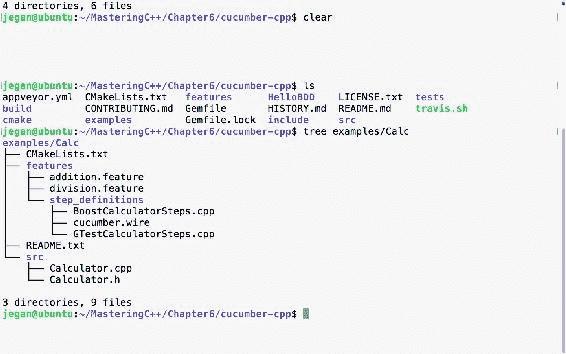 4 directories, 6 files
jegan@ubuntu:~/MasteringC++/Chapter6/cucumber-cpp$ clear
jegan@ubuntu:~/MasteringC++/Chapter6/cucumber-cpp$ ls
appveyor.yml  CMakeLists.txt   features      HelloBDD    LICENSE.txt  tests
build         CONTRIBUTING.md  Gemfile       HISTORY.md  README.md    travis.sh
cmake         examples         Gemfile.lock  include     src
jegan@ubuntu:~/MasteringC++/Chapter6/cucumber-cpp$ tree examples/Calc
examples/Calc
├── CMakeLists.txt
├── features
│   ├── addition.feature
│   ├── division.feature
│   └── step_definitions
│       ├── BoostCalculatorSteps.cpp
│       ├── cucumber.wire
│       └── GTestCalculatorSteps.cpp
├── README.txt
└── src
    ├── Calculator.cpp
    └── Calculator.h
3 directories, 9 files
jegan@ubuntu:~/MasteringC++/Chapter6/cucumber-cpp$